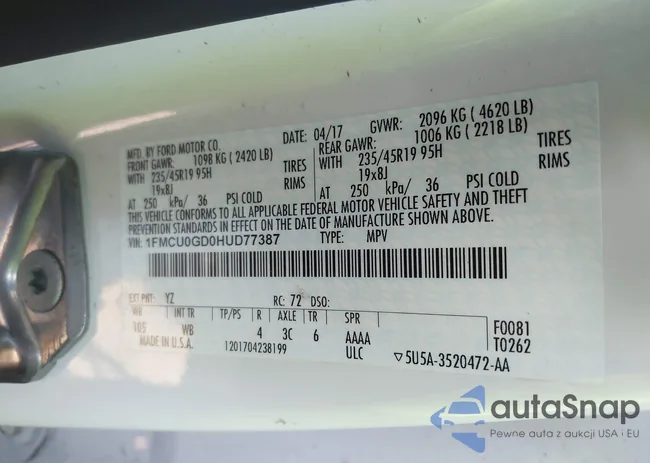 MFD. BY FORD MOTOR CO. DATE: 04/17 GVWR: 2096 KG ( 4620 LB)
FRONT GAWR: 1098 KG ( 2420 LB) REAR GAWR: 1006 KG ( 2218 LB)
WITH 235/45R19 95H TIRES WITH 235/45R19 95H TIRES
19x8J RIMS 19x8J RIMS
AT 250 kPa/ 36 PSI COLD AT 250 kPa/ 36 PSI COLD
THIS VEHICLE CONFORMS TO ALL APPLICABLE FEDERAL MOTOR VEHICLE SAFETY AND THEFT
PREVENTION STANDARDS IN EFFECT ON THE DATE OF MANUFACTURE SHOWN ABOVE.
VIN: 1FMCU0GD0HUD77387 TYPE: MPV
EXT PNT: YZ RC: 72 DSO:
WB INT TR TP/PS R AXLE TR SPR F0081
105 WB 4 3C 6 AAAA T0262
MADE IN U.S.A. 1201704238199 ULC ▽5U5A-3520472-AA
autaSnap
Pewne auta z aukcji USA i EU